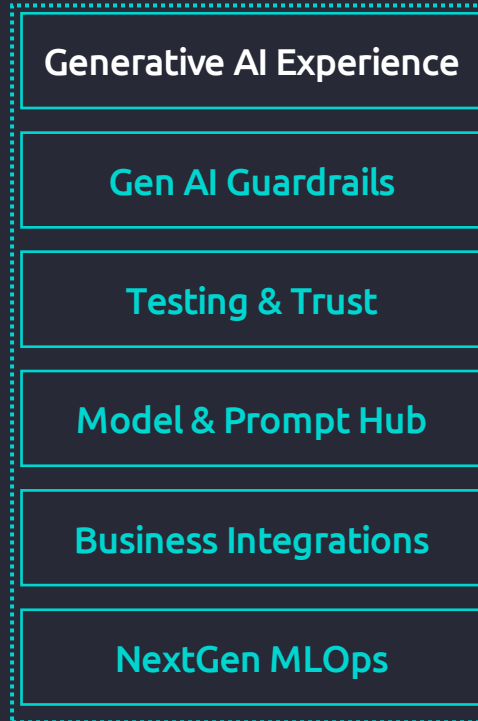 Generative AI Experience
Gen AI Guardrails
Testing & Trust
Model & Prompt Hub
Business Integrations
NextGen MLOps